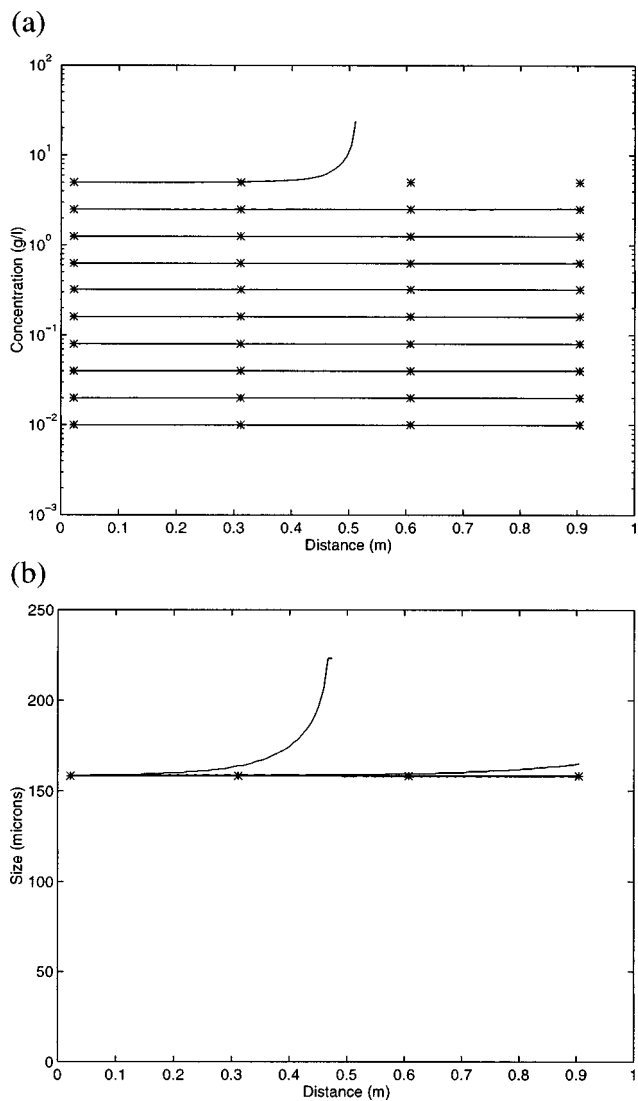 (a)
10^2
10^1
10^0
10^-1
10^-2
10^-3
Concentration (g/l)
0 0.1 0.2 0.3 0.4 0.5 0.6 0.7 0.8 0.9 1
Distance (m)
(b)
250
200
150
100
50
0
Size (microns)
0 0.1 0.2 0.3 0.4 0.5 0.6 0.7 0.8 0.9 1
Distance (m)